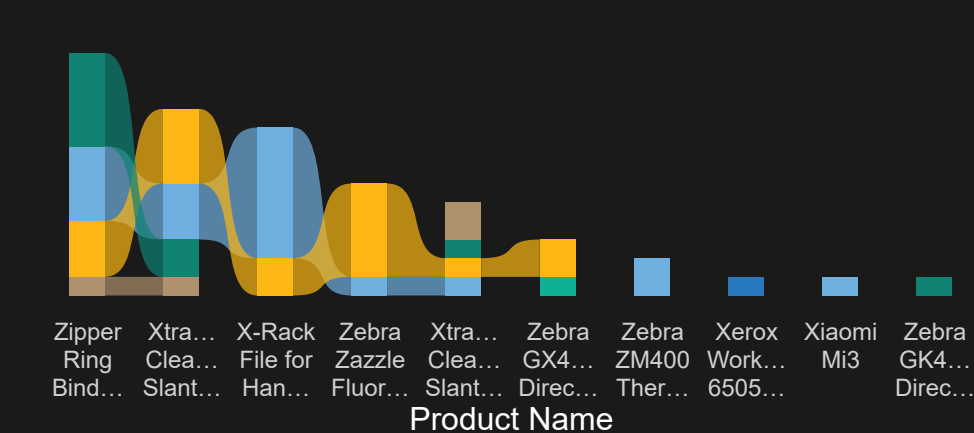 Zipper Ring Bind…
Xtra… Clea… Slant…
X-Rack File for Han…
Zebra Zazzle Fluor…
Xtra… Clea… Slant…
Zebra GX4… Direc…
Zebra ZM400 Ther…
Xerox Work… 6505…
Xiaomi Mi3
Zebra GK4… Direc…
Product Name